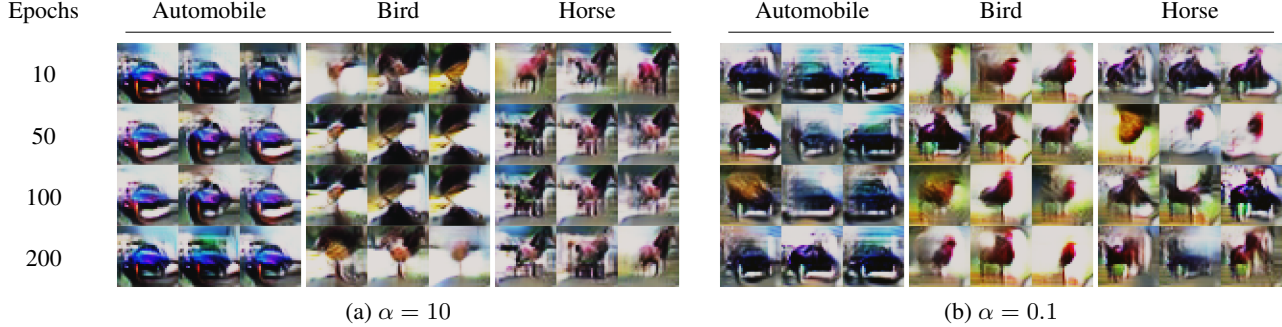 Epochs Automobile Bird Horse Automobile Bird Horse
10
50
100
200
(a) α = 10 (b) α = 0.1